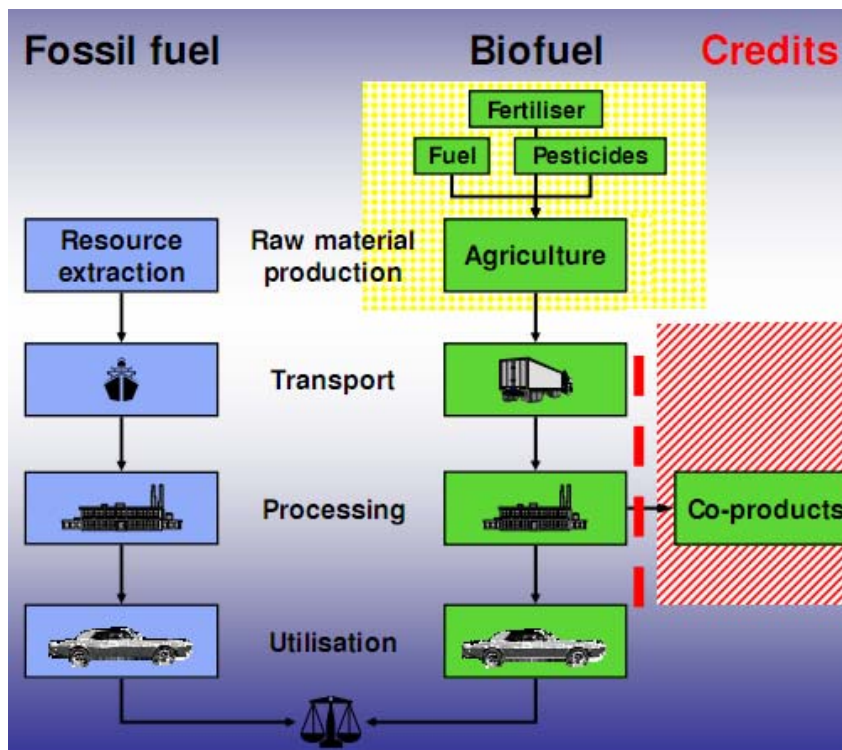 Fossil fuel
Biofuel
Credits
Fertiliser
Fuel
Pesticides
Resource
extraction
Raw material
production
Agriculture
Transport
Processing
Co-products
Utilisation